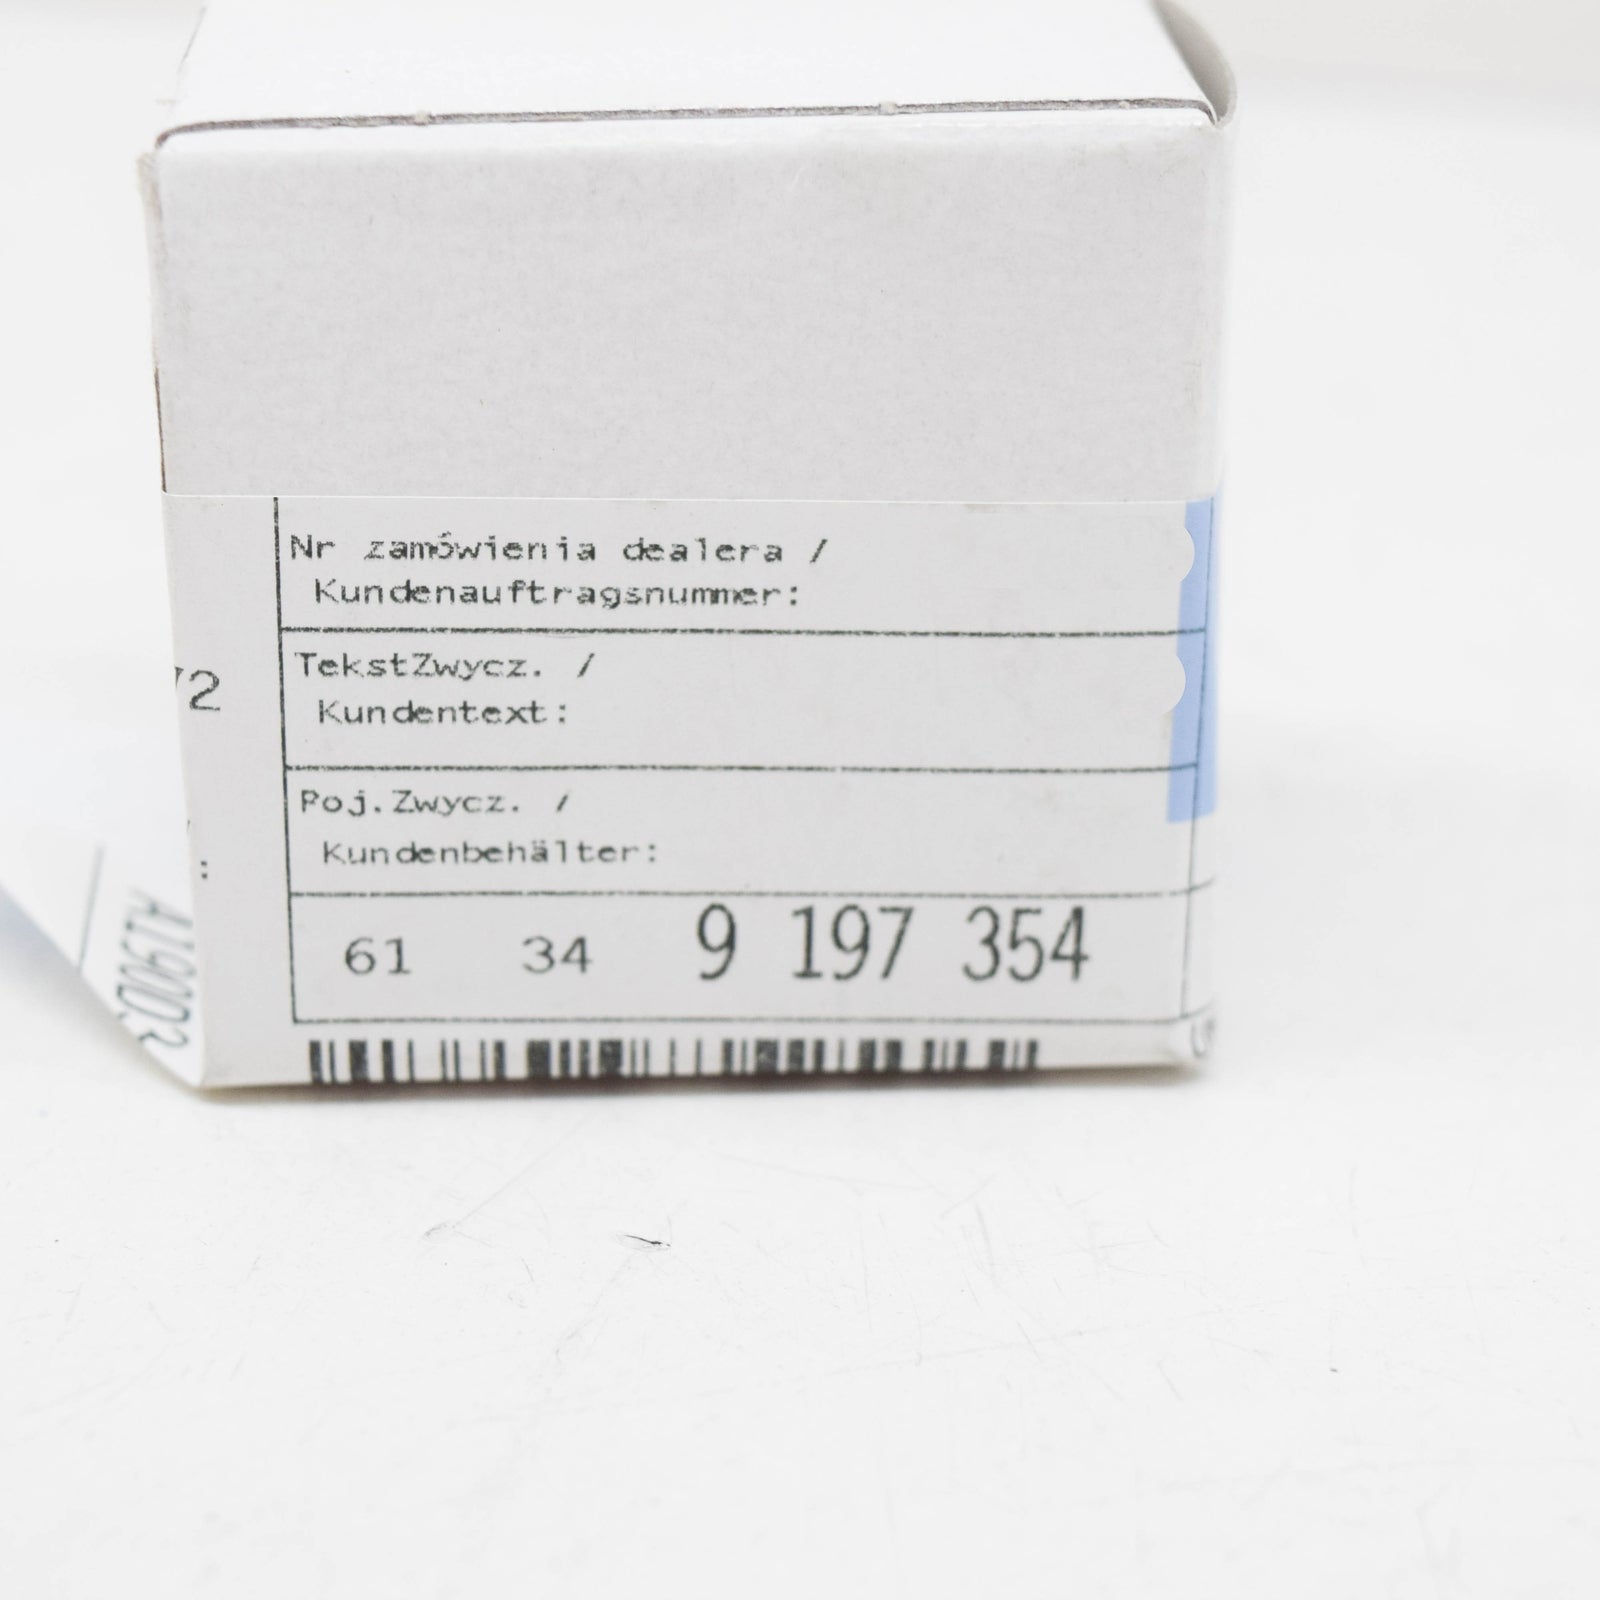 Nr zamówienia dealera /
Kundenauftragsnummer:
TekstZwycz. /
Kundentext:
Poj.Zwycz. /
Kundenbehälter:
61 34 9 197 354